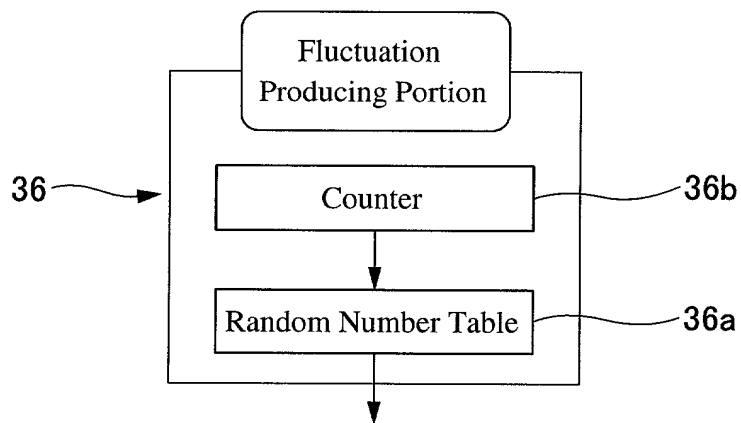 Fluctuation
Producing Portion
36
Counter
36b
Random Number Table
36a